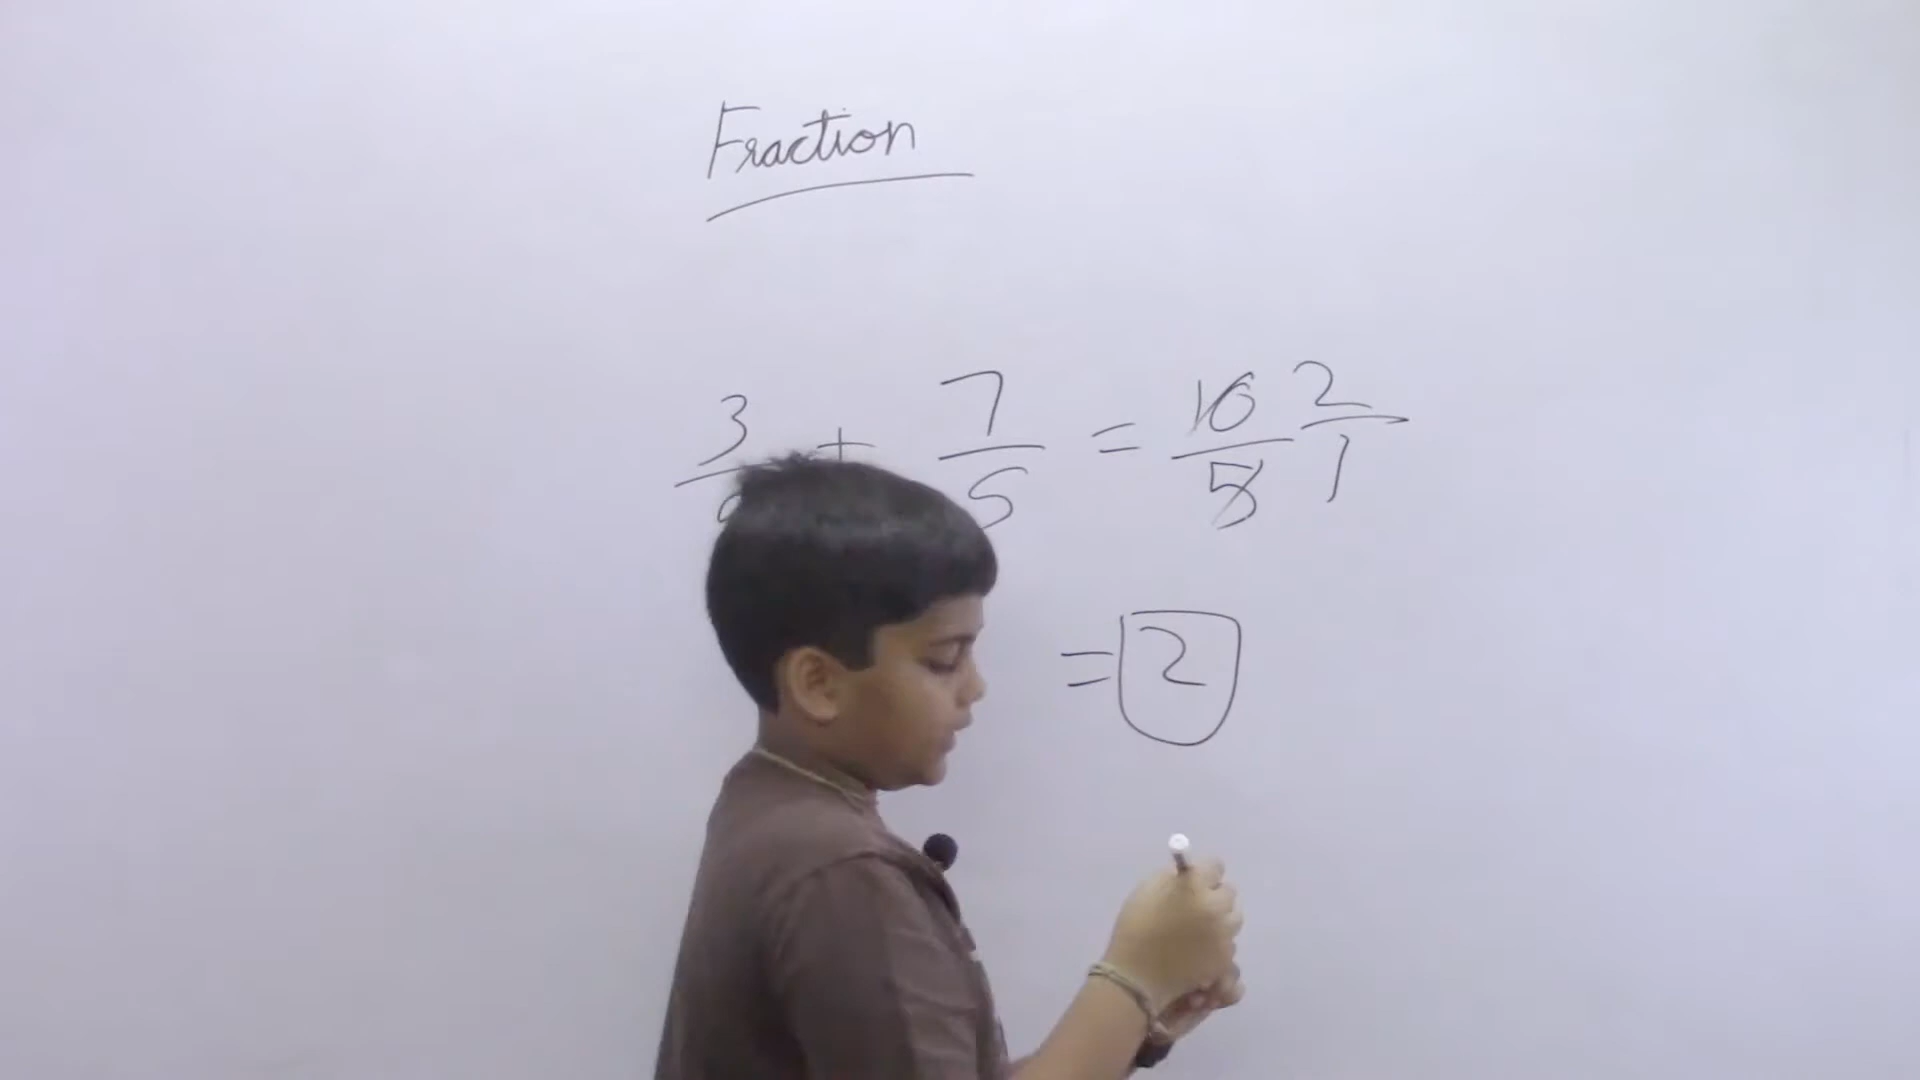 Fraction
3/ + 7/5 = 10/5 2/1
= 2